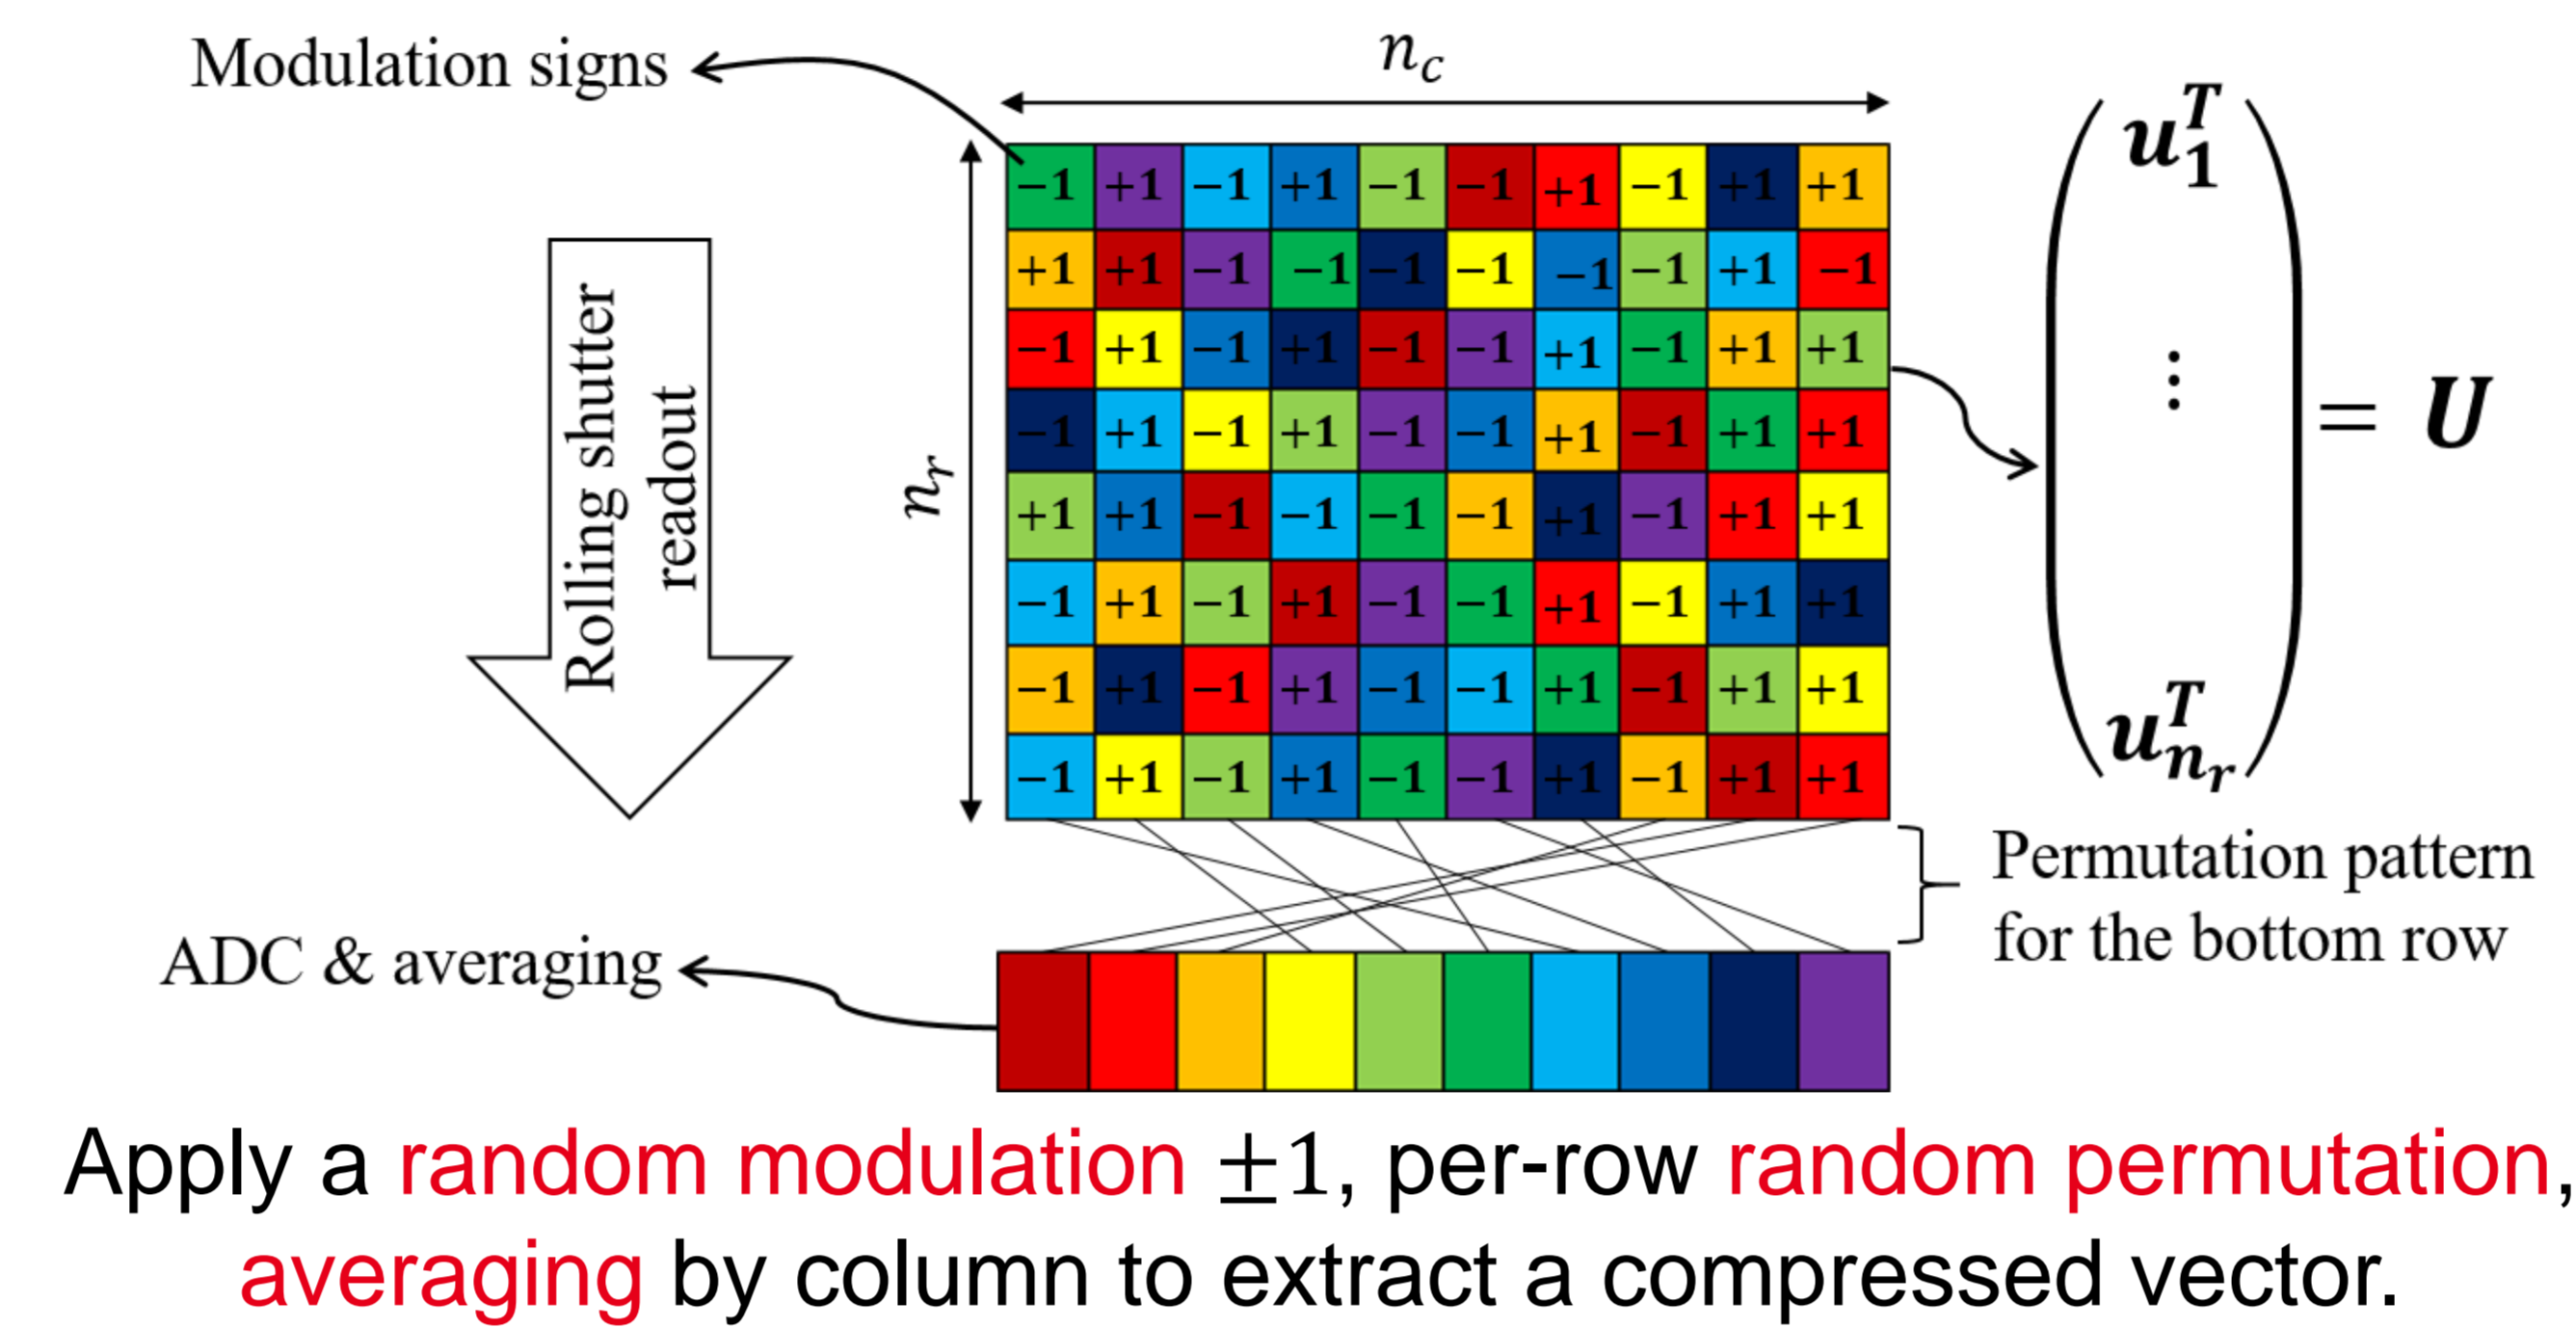 Modulation signs
n_c
−1 +1 −1 +1 −1 −1 +1 −1 +1 +1
+1 +1 −1 −1 −1 −1 −1 −1 +1 −1
−1 +1 −1 +1 −1 −1 +1 −1 +1 +1
−1 +1 −1 +1 −1 −1 +1 −1 +1 +1
+1 +1 −1 −1 −1 −1 +1 −1 +1 +1
−1 +1 −1 +1 −1 −1 +1 −1 +1 +1
−1 +1 −1 +1 −1 −1 +1 −1 +1 +1
−1 +1 −1 +1 −1 −1 +1 −1 +1 +1
n_r
Rolling shutter
readout
u_1^T
⋮
u_{n_r}^T
= U
Permutation pattern
for the bottom row
ADC & averaging
Apply a random modulation ±1, per-row random permutation,
averaging by column to extract a compressed vector.